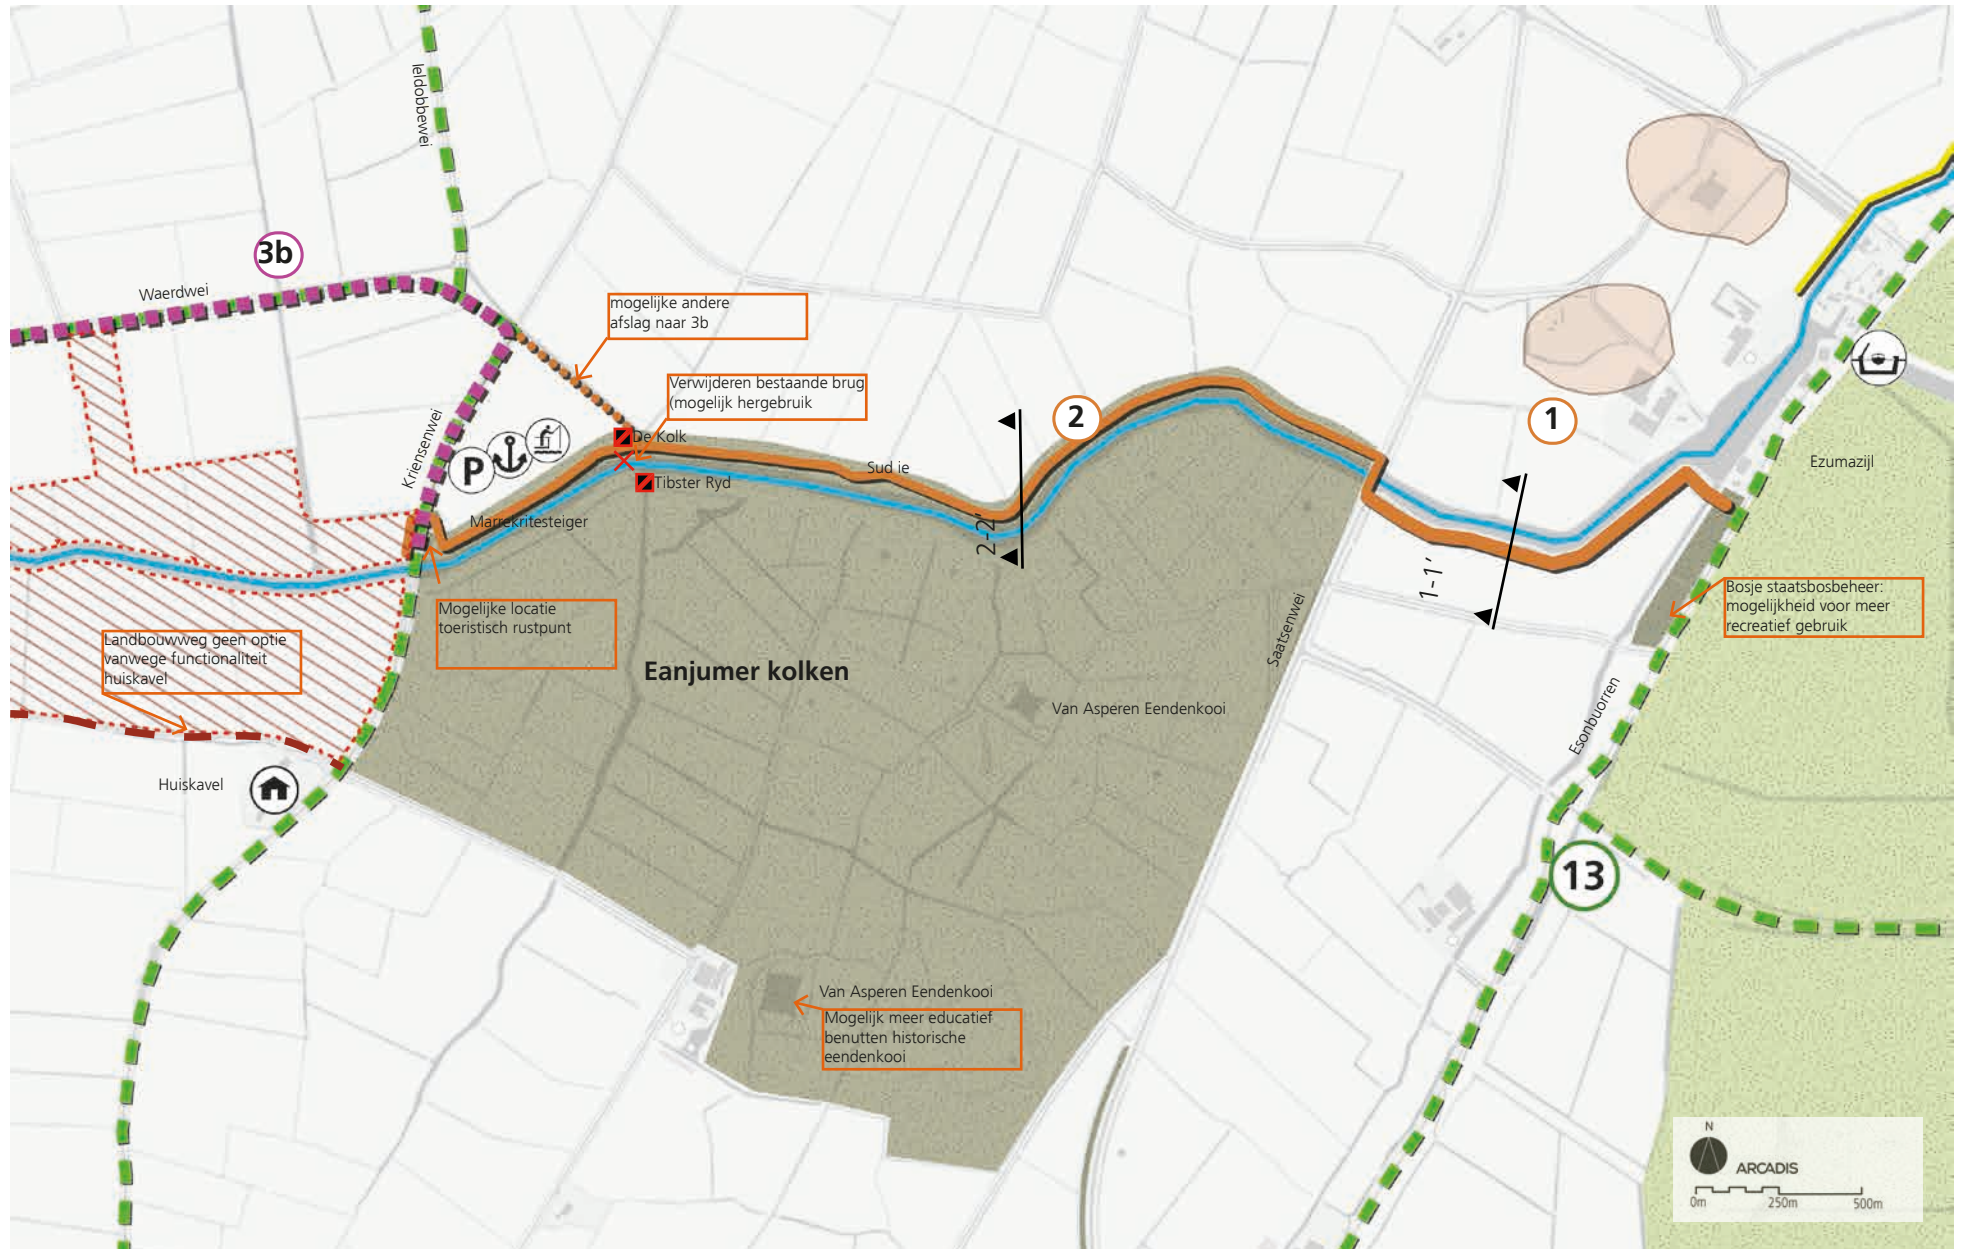 Ieldobbewei
3b
Waerdwei
mogelijke andere
afslag naar 3b
Verwijderen bestaande brug
(mogelijk hergebruik
2
1
De Kolk
Kriensenwei
P
Sud ie
Ezumazijl
Tibster Ryd
Marrekritesteiger
2-2'
1-1'
Bosje staatsbosbeheer:
mogelijkheid voor meer
recreatief gebruik
Mogelijke locatie
toeristisch rustpunt
Landbouwweg geen optie
vanwege functionaliteit
huiskavel
Saatsenwei
Eanjumer kolken
Van Asperen Eendenkooi
Esonbuorren
Huiskavel
13
Van Asperen Eendenkooi
Mogelijk meer educatief
benutten historische
eendenkooi
N
ARCADIS
0m 250m 500m